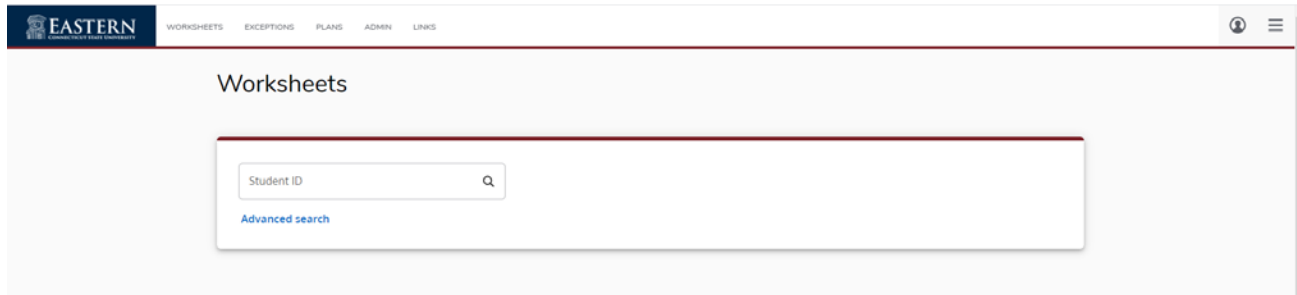 EASTERN
CONNECTICUT STATE UNIVERSITY
WORKSHEETS EXCEPTIONS PLANS ADMIN LINKS
Worksheets
Student ID
Advanced search